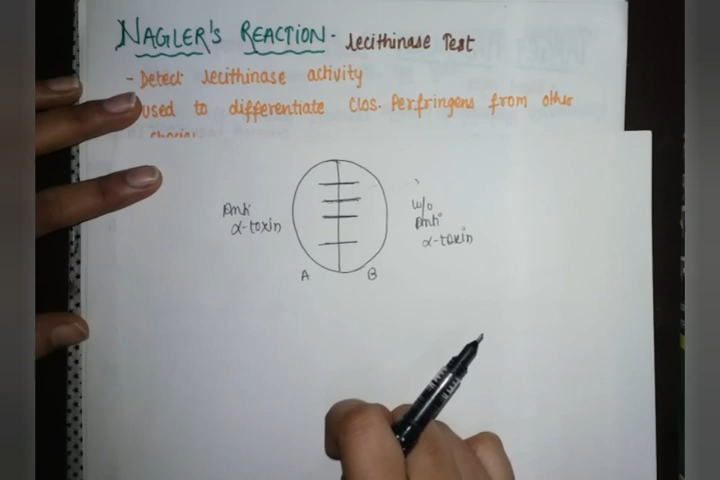 NAGLER'S REACTION - lecithinase Test
- Detect lecithinase activity
used to differentiate Clos. Perfringens from other
Anti
α-toxin
w/o
Anti
α-toxin
A
B